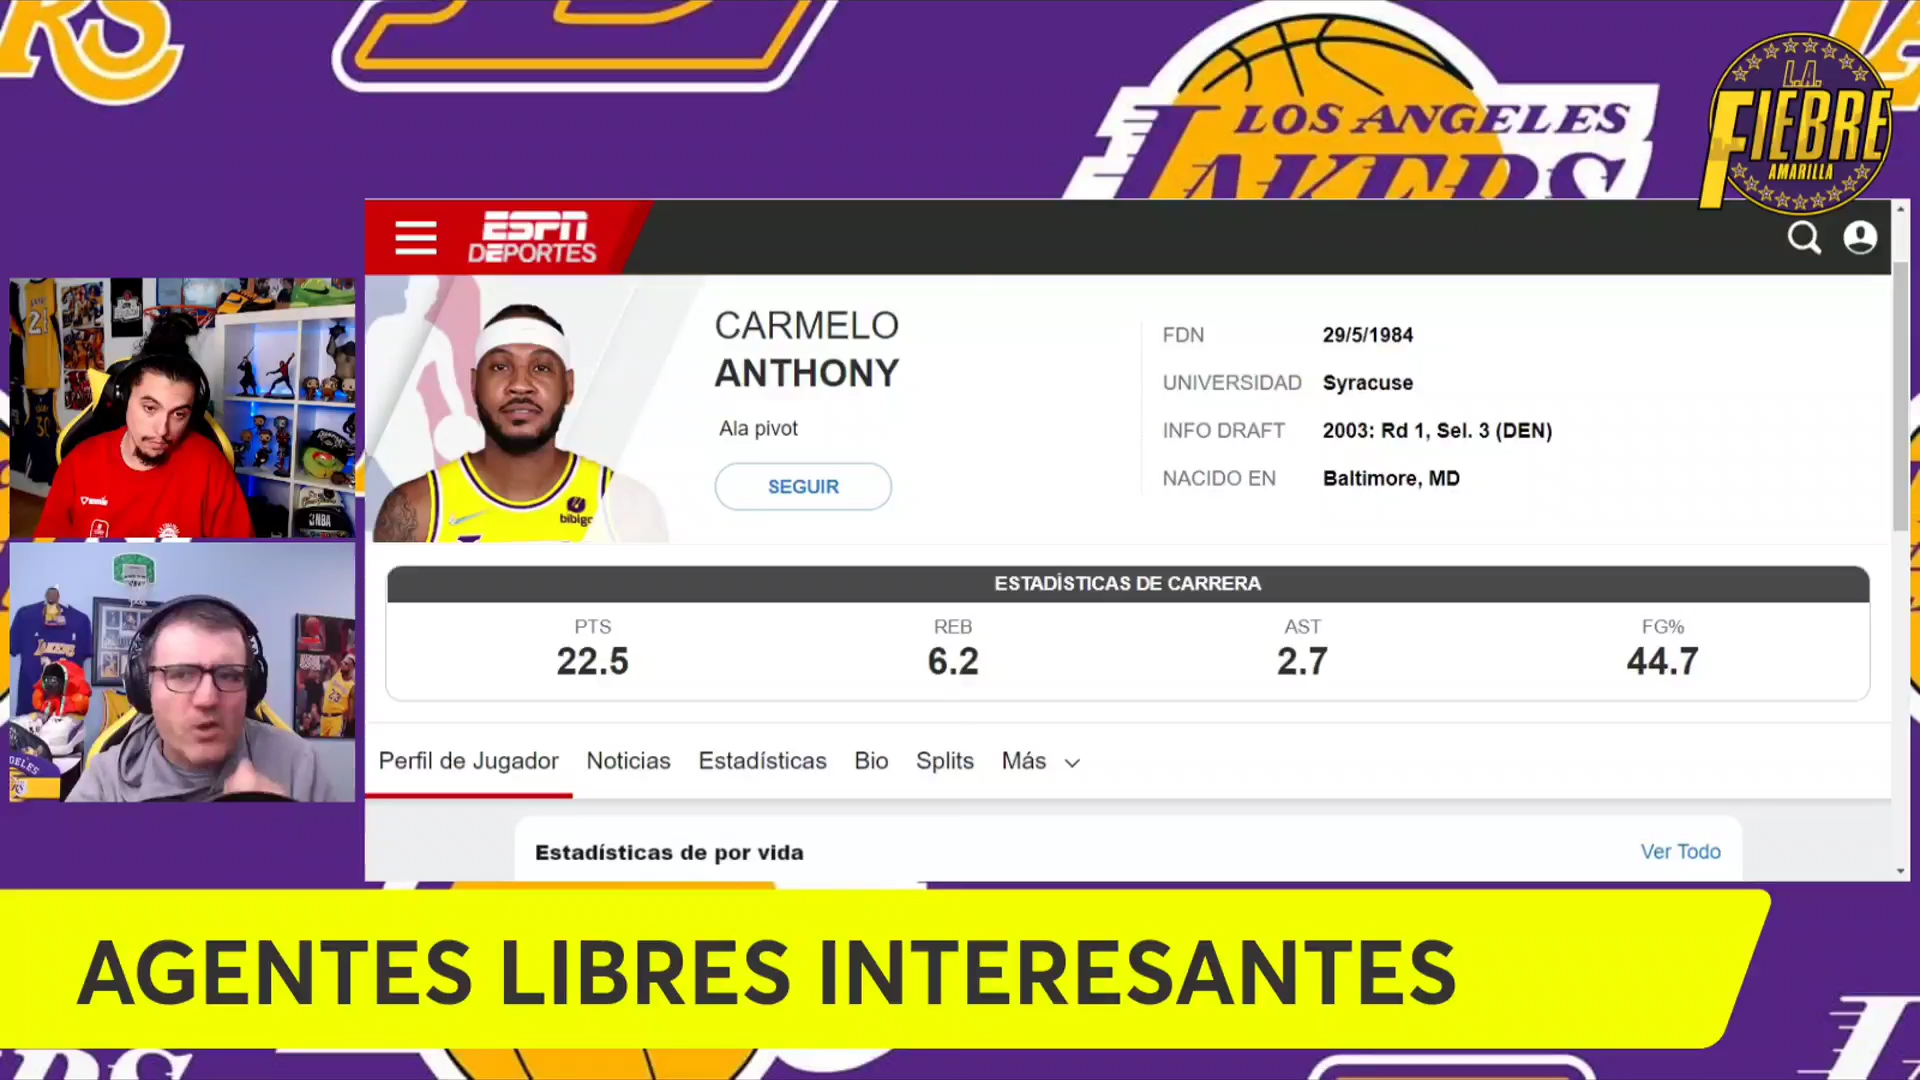 LOS ANGELES
LAKERS
L.A.
FIEBRE
AMARILLA
ESPN
DEPORTES
CARMELO
ANTHONY
Ala pivot
SEGUIR
FDN 29/5/1984
UNIVERSIDAD Syracuse
INFO DRAFT 2003: Rd 1, Sel. 3 (DEN)
NACIDO EN Baltimore, MD
bibigo
ESTADÍSTICAS DE CARRERA
PTS REB AST FG%
22.5 6.2 2.7 44.7
Perfil de Jugador Noticias Estadísticas Bio Splits Más
Estadísticas de por vida Ver Todo
AGENTES LIBRES INTERESANTES